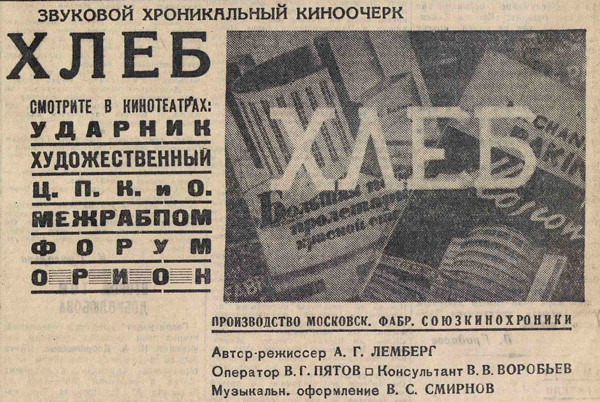 ЗВУКОВОЙ ХРОНИКАЛЬНЫЙ КИНООЧЕРК
ХЛЕБ
СМОТРИТЕ В КИНОТЕАТРАХ:
УДАРНИК
ХУДОЖЕСТВЕННЫЙ
Ц. П. К. и О.
МЕЖРАБПОМ
ФОРУМ
ОРИОН
ХЛЕБ
ПРОИЗВОДСТВО МОСКОВСК. ФАБР. СОЮЗКИНОХРОНИКИ
Автор-режиссер А. Г. ЛЕМБЕРГ
Оператор В. Г. ПЯТОВ □ Консультант В. В. ВОРОБЬЕВ
Музыкальн. оформление В. С. СМИРНОВ